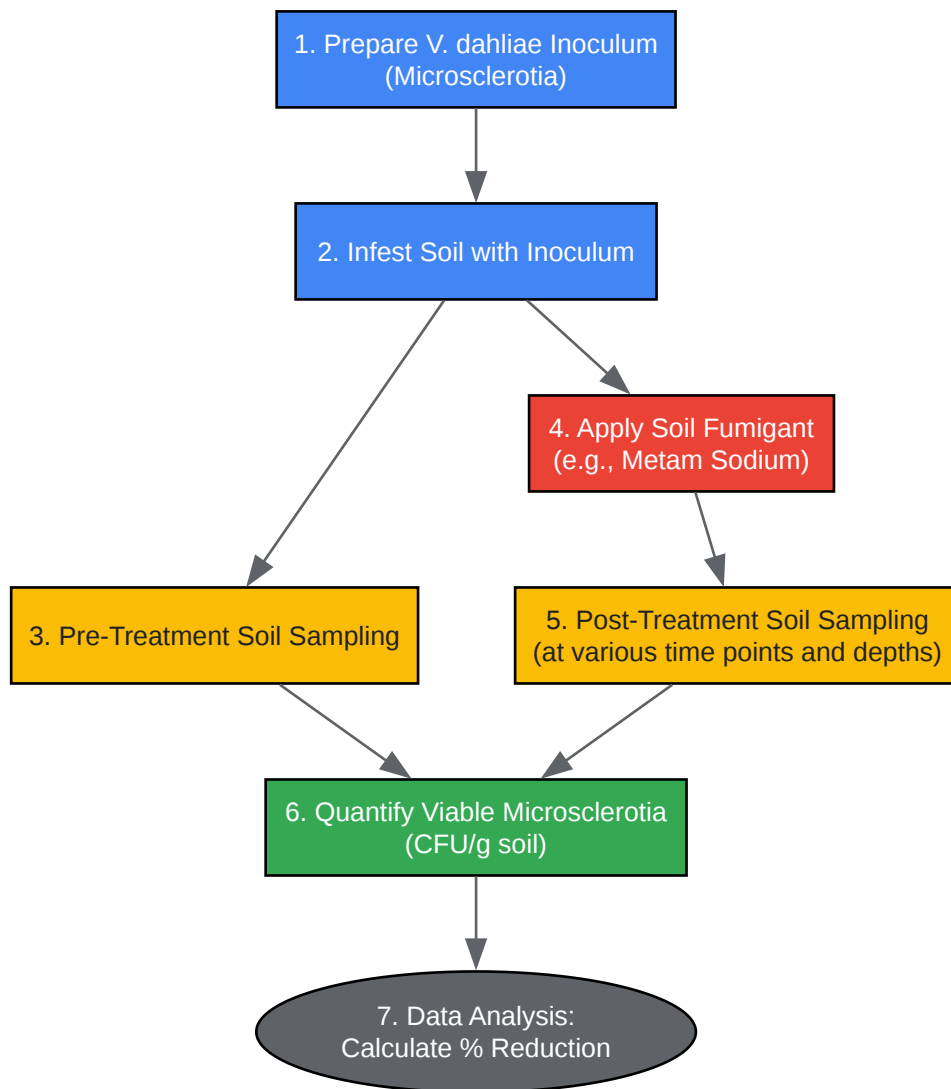 1. Prepare V. dahliae Inoculum
(Microsclerotia)
2. Infest Soil with Inoculum
4. Apply Soil Fumigant
(e.g., Metam Sodium)
3. Pre-Treatment Soil Sampling
5. Post-Treatment Soil Sampling
(at various time points and depths)
6. Quantify Viable Microsclerotia
(CFU/g soil)
7. Data Analysis:
Calculate % Reduction